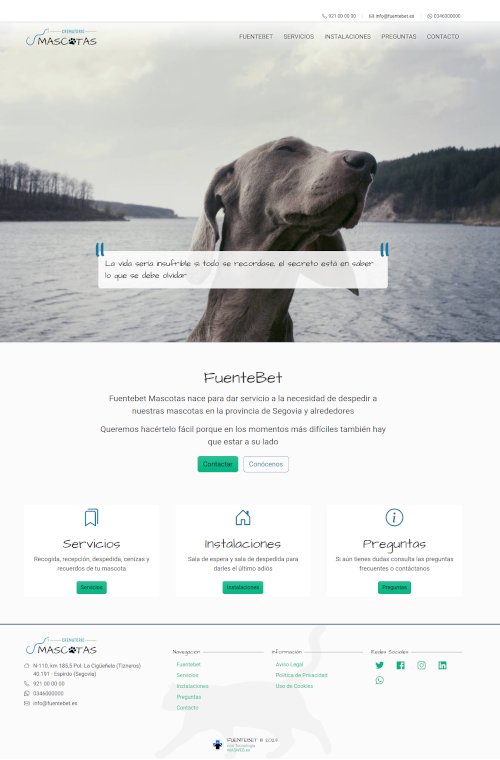 921 00 00 00
info@fuentebet.es
0346000000
CREMATORIO
MASCOTAS
FUENTEBET
SERVICIOS
INSTALACIONES
PREGUNTAS
CONTACTO
La vida sería insufrible si todo se recordase, el secreto está en saber
lo que se debe olvidar
FuenteBet
Fuentebet Mascotas nace para dar servicio a la necesidad de despedir a
nuestras mascotas en la provincia de Segovia y alrededores
Queremos hacértelo fácil porque en los momentos más difíciles también hay
que estar a su lado
Contactar
Conócenos
Servicios
Recogida, recepción, despedida, cenizas y
recuerdos de tu mascota
Servicios
Instalaciones
Sala de espera y sala de despedida para
darles el último adiós
Instalaciones
Preguntas
Si aún tienes dudas consulta las preguntas
frecuentes o contáctanos
Preguntas
MASCOTAS
N-110, km 185,5 Pol. La Cigüeñela (Tizneros)
40.191 - Espirdo (Segovia)
921 00 00 00
0346000000
info@fuentebet.es
Navegación
Fuentebet
Servicios
Instalaciones
Preguntas
Contacto
Información
Aviso Legal
Política de Privacidad
Uso de Cookies
Redes Sociales
FUENTEBET ©
con Tecnología